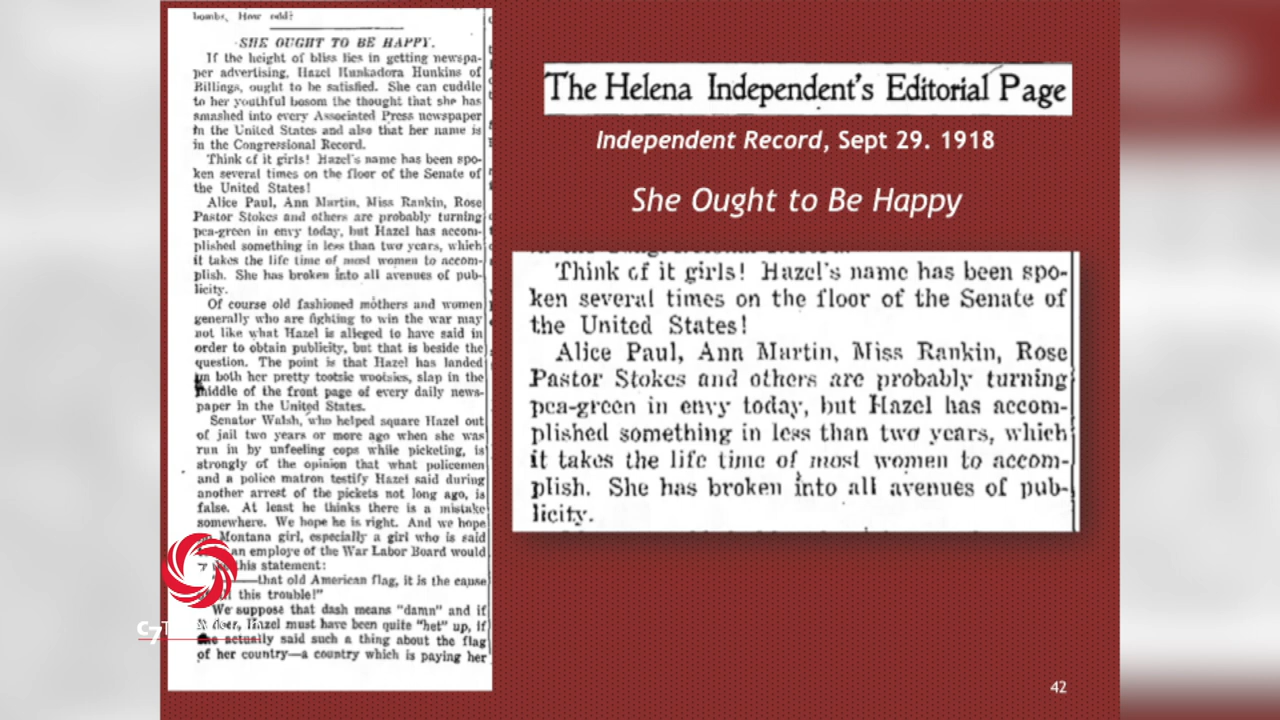 bombs. How odd?
SHE OUGHT TO BE HAPPY.
If the height of bliss lies in getting newspa-
per advertising, Hazel Hunkadora Hunkins of
Billings, ought to be satisfied. She can cuddle
to her youthful bosom the thought that she has
smashed into every Associated Press newspaper
in the United States and also that her name is
in the Congressional Record.
Think of it girls! Hazel's name has been spo-
ken several times on the floor of the Senate of
the United States!
Alice Paul, Ann Martin, Miss Rankin, Rose
Pastor Stokes and others are probably turning
pea-green in envy today, but Hazel has accom-
plished something in less than two years, which
it takes the life time of most women to accom-
plish. She has broken into all avenues of pub-
licity.
Of course old fashioned mothers and women
generally who are fighting to win the war may
not like what Hazel is alleged to have said in
order to obtain publicity, but that is beside the
question. The point is that Hazel has landed
on both her pretty tootsie wootsies, slap in the
middle of the front page of every daily news-
paper in the United States.
Senator Walsh, who helped square Hazel out
of jail two years or more ago when she was
run in by unfeeling cops while picketing, is
strongly of the opinion that what policemen
and a police matron testify Hazel said during
another arrest of the pickets not long ago, is
false. At least he thinks there is a mistake
somewhere. We hope he is right. And we hope
Montana girl, especially a girl who is said
an employe of the War Labor Board would
this statement:
——that old American flag, it is the cause
this trouble!"
We suppose that dash means "damn" and if
Hazel must have been quite "het" up, if
she actually said such a thing about the flag
of her country—a country which is paying her
The Helena Independent's Editorial Page
Independent Record, Sept 29. 1918
She Ought to Be Happy
Think of it girls! Hazel's name has been spo-
ken several times on the floor of the Senate of
the United States!
Alice Paul, Ann Martin, Miss Rankin, Rose
Pastor Stokes and others are probably turning
pea-green in envy today, but Hazel has accom-
plished something in less than two years, which
it takes the life time of most women to accom-
plish. She has broken into all avenues of pub-
licity.
42